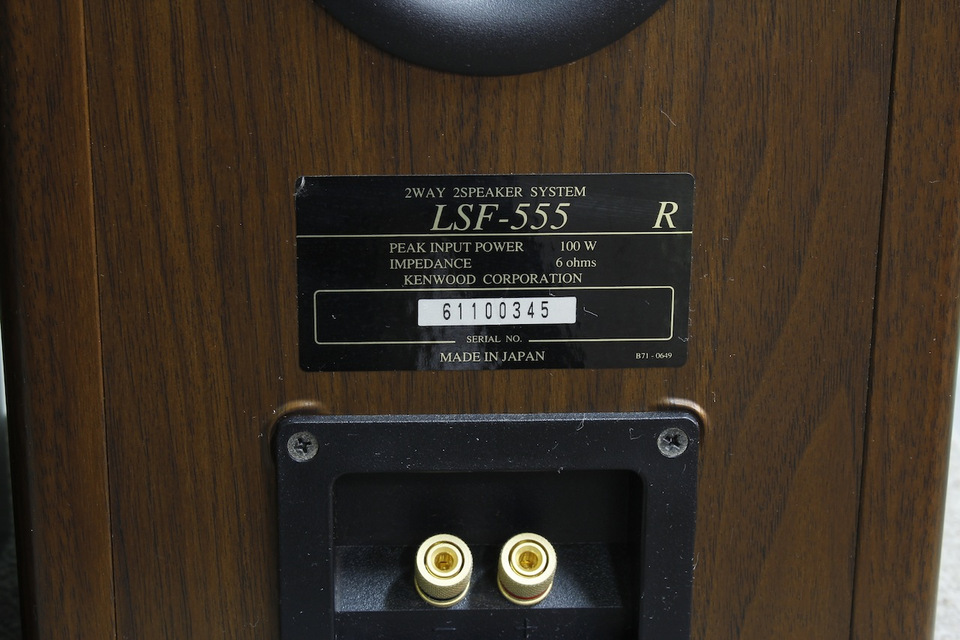 2WAY 2SPEAKER SYSTEM
LSF-555 R
PEAK INPUT POWER 100 W
IMPEDANCE 6 ohms
KENWOOD CORPORATION
61100345
SERIAL NO.
MADE IN JAPAN B71-0649
− +